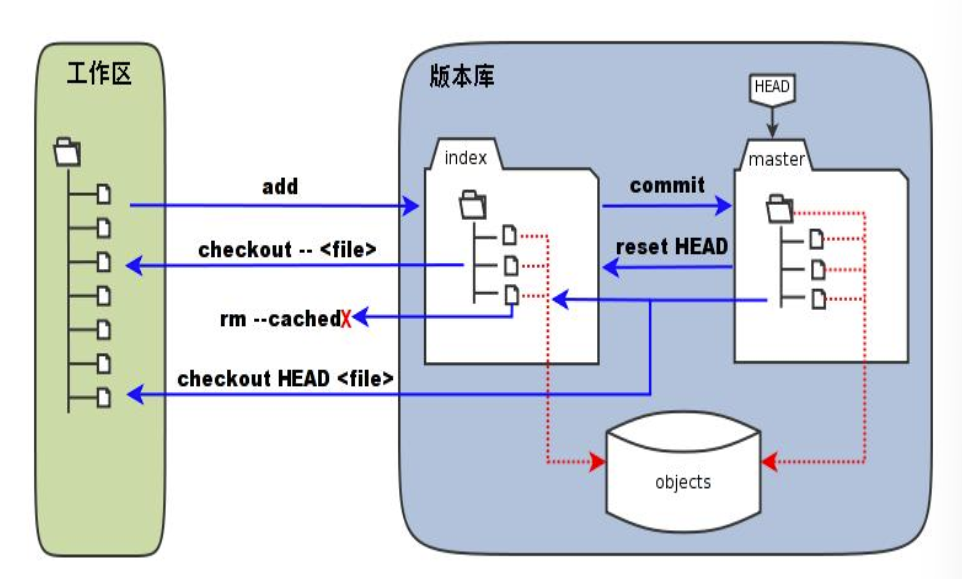 工作区
版本库
HEAD
index
master
add
commit
checkout -- <file>
reset HEAD
rm --cachedX
checkout HEAD <file>
objects